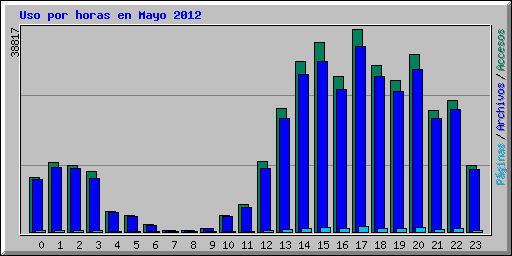 Uso por horas en Mayo 2012
38817
Páginas / Archivos / Accesos
0 1 2 3 4 5 6 7 8 9 10 11 12 13 14 15 16 17 18 19 20 21 22 23